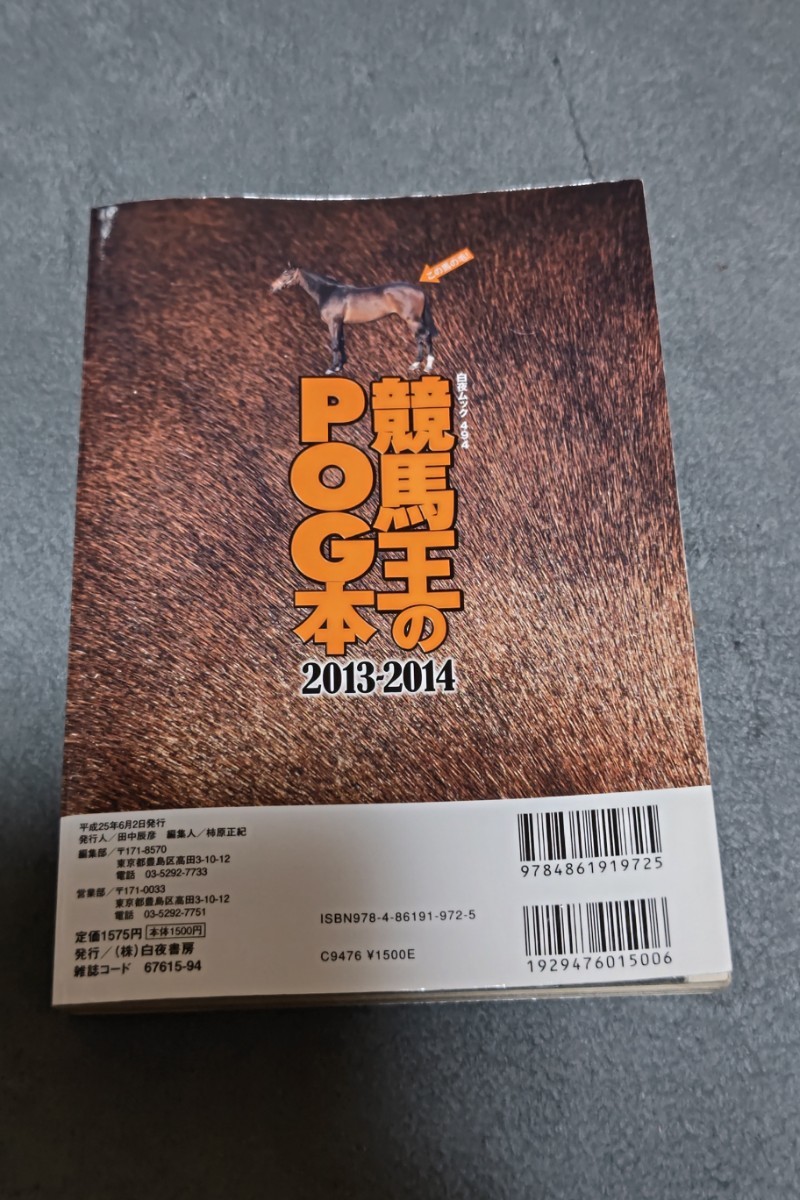 この馬の毛!
白夜ムック 494
競馬王の
POG本
2013-2014
平成25年6月2日発行
発行人/田中辰彦 編集人/柿原正紀
編集部/〒171-8570
東京都豊島区高田3-10-12
電話 03-5292-7733
営業部/〒171-0033
東京都豊島区高田3-10-12
電話 03-5292-7751
定価1575円 本体1500円
発行/(株)白夜書房
雑誌コード 67615-94
ISBN978-4-86191-972-5
C9476 ¥1500E
9784861919725
1929476015006